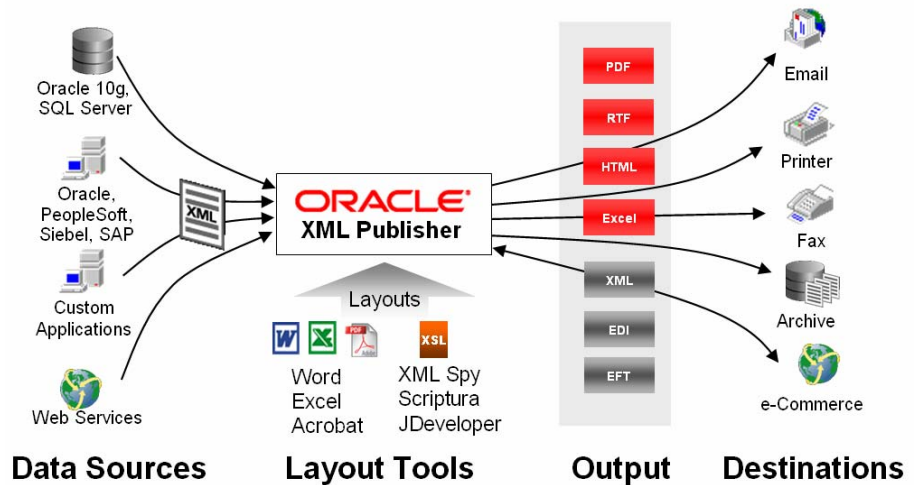 Oracle 10g,
SQL Server
Oracle,
PeopleSoft,
Siebel, SAP
Custom
Applications
Web Services
XML
ORACLE
XML Publisher
Layouts
W
X
PDF
Adobe
XSL
Word
Excel
Acrobat
XML Spy
Scriptura
JDeveloper
PDF
RTF
HTML
Excel
XML
EDI
EFT
Email
Printer
Fax
Archive
e-Commerce
Data Sources
Layout Tools
Output
Destinations